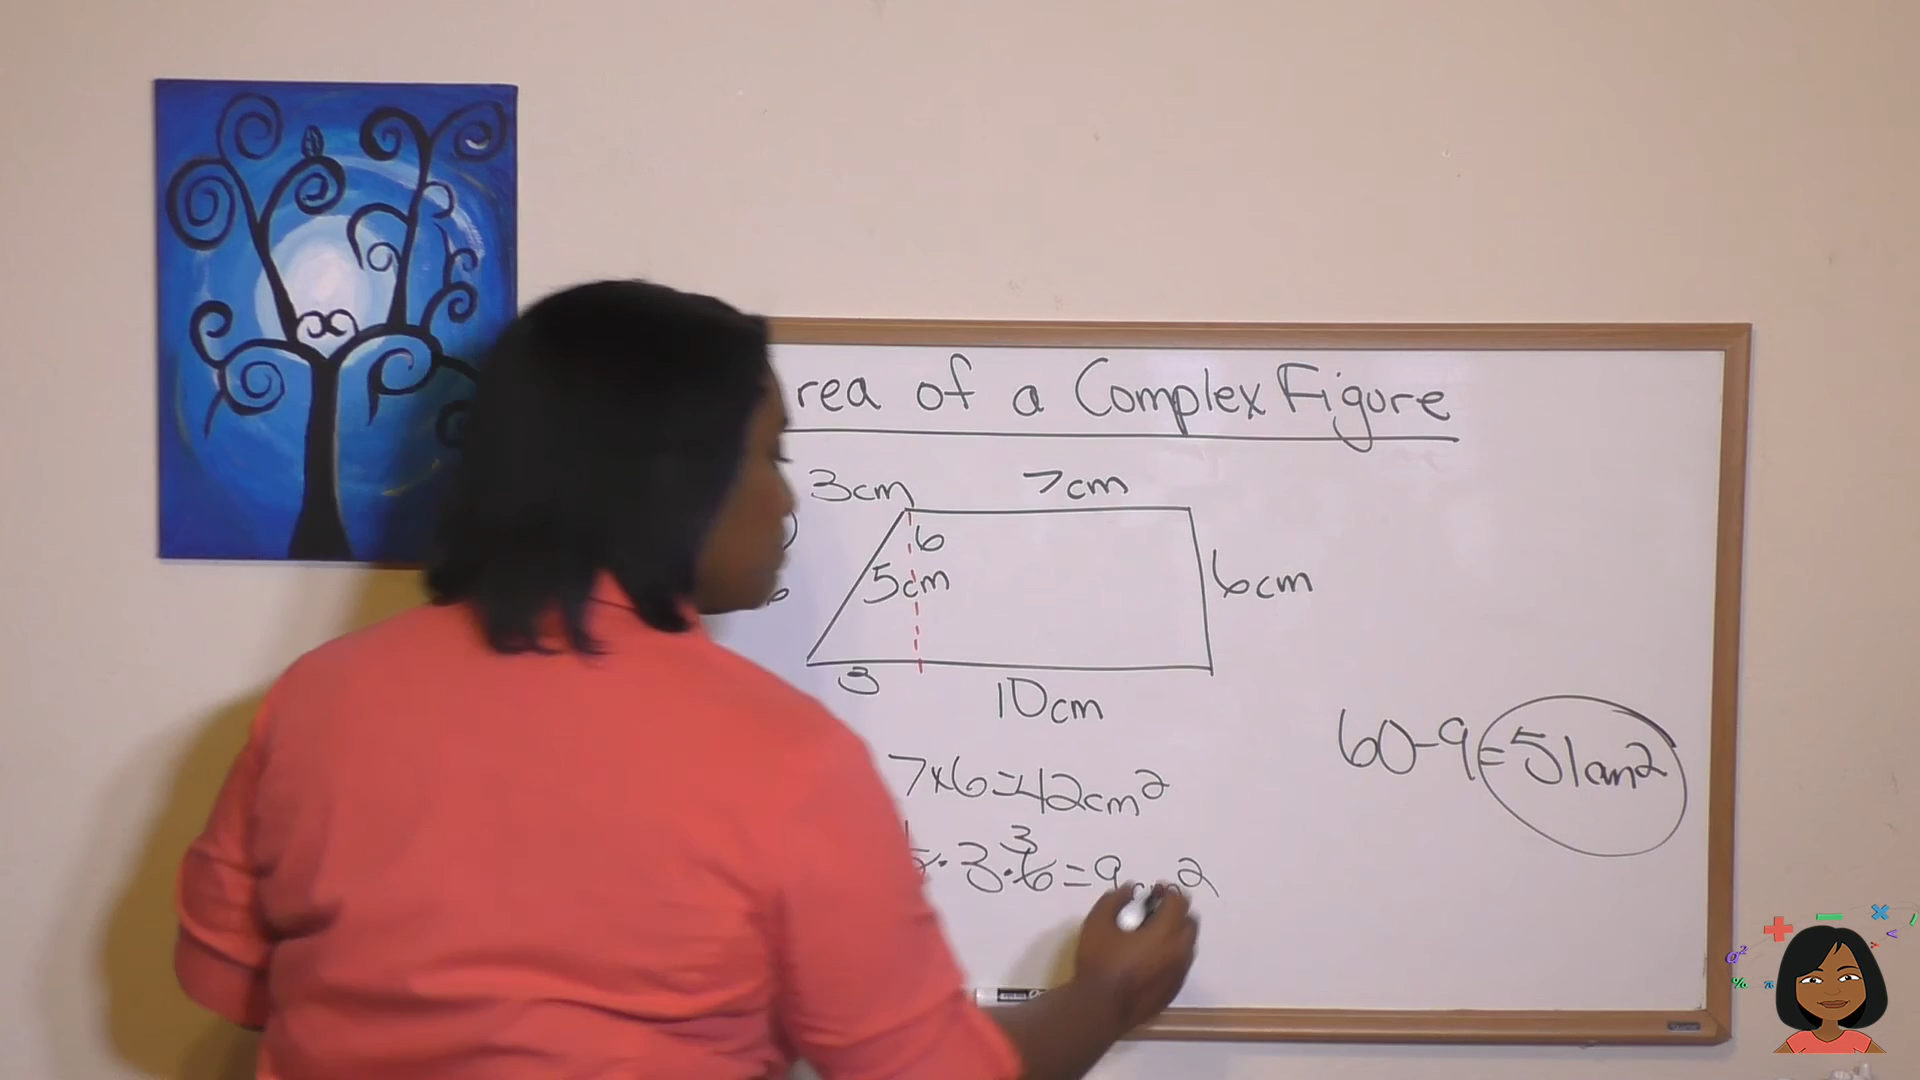 rea of a Complex Figure
3cm 7cm
6
5cm 6cm
3
10cm
60-9=51cm2
7x6=42cm2
3
·3·6=9cm2